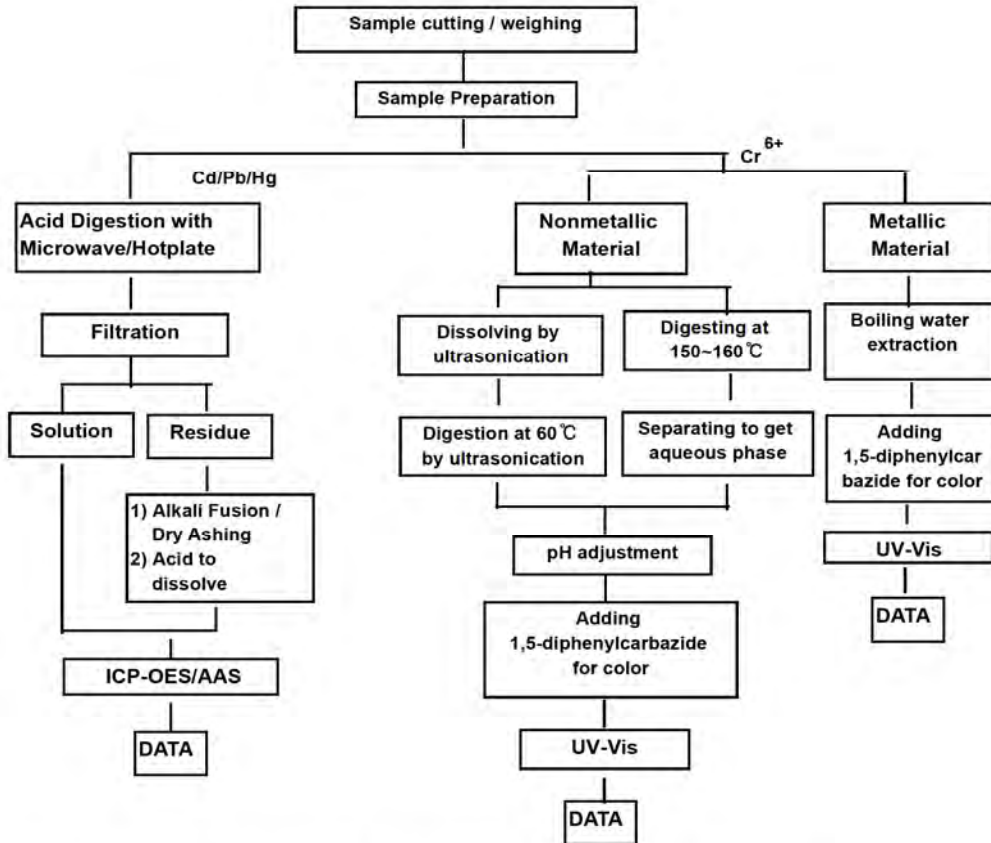 Sample cutting / weighing
Sample Preparation
Cr 6+
Cd/Pb/Hg
Acid Digestion with
Microwave/Hotplate
Nonmetallic
Material
Metallic
Material
Filtration
Dissolving by
ultrasonication
Digesting at
150~160℃
Boiling water
extraction
Solution
Residue
Digestion at 60℃
by ultrasonication
Separating to get
aqueous phase
Adding
1,5-diphenylcar
bazide for color
1) Alkali Fusion /
Dry Ashing
2) Acid to
dissolve
pH adjustment
UV-Vis
DATA
Adding
1,5-diphenylcarbazide
for color
ICP-OES/AAS
DATA
UV-Vis
DATA